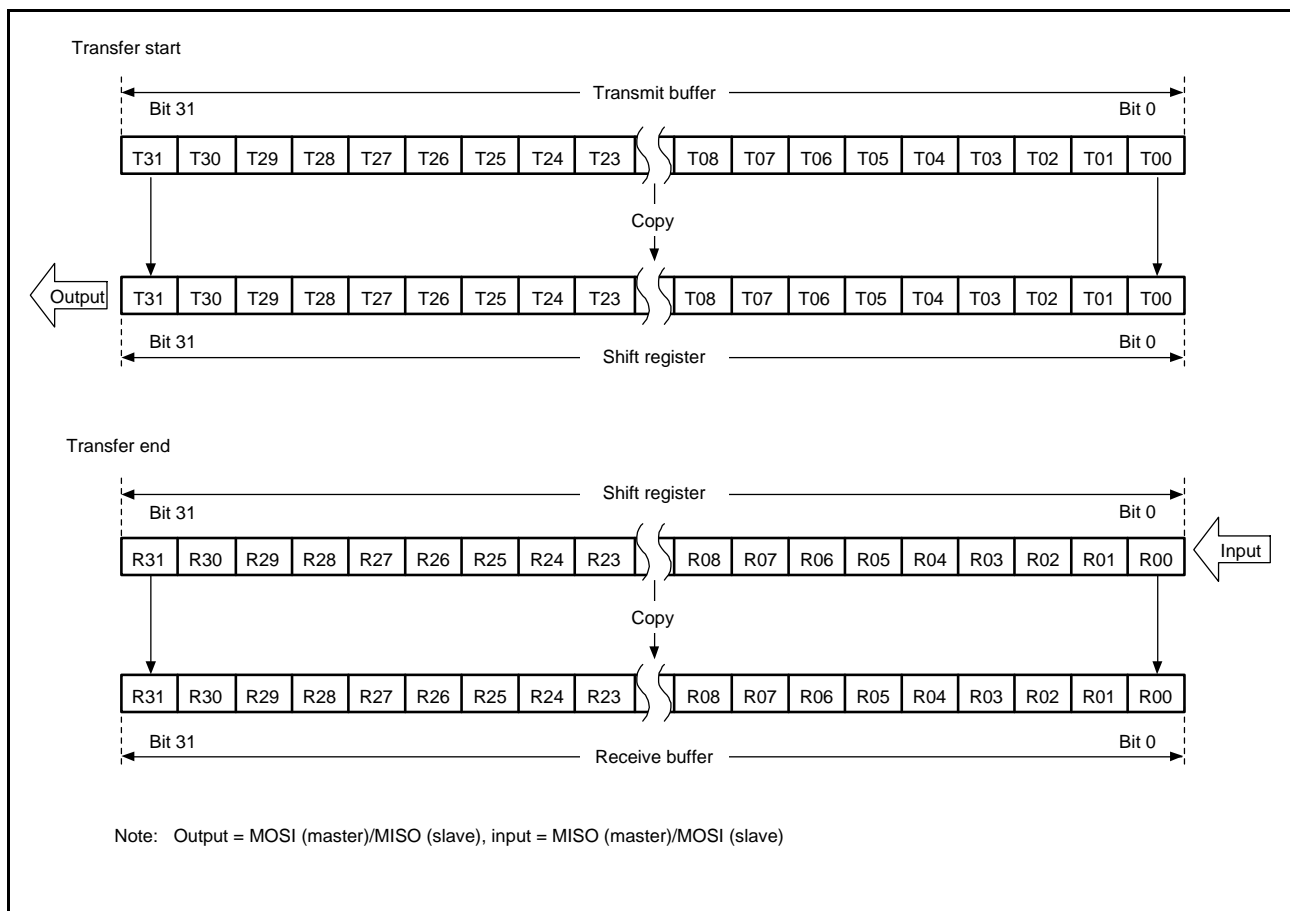 Transfer start
Transmit buffer
Bit 31 Bit 0
T31 T30 T29 T28 T27 T26 T25 T24 T23 T08 T07 T06 T05 T04 T03 T02 T01 T00
Copy
Output T31 T30 T29 T28 T27 T26 T25 T24 T23 T08 T07 T06 T05 T04 T03 T02 T01 T00
Bit 31 Bit 0
Shift register
Transfer end
Shift register
Bit 31 Bit 0
R31 R30 R29 R28 R27 R26 R25 R24 R23 R08 R07 R06 R05 R04 R03 R02 R01 R00 Input
Copy
R31 R30 R29 R28 R27 R26 R25 R24 R23 R08 R07 R06 R05 R04 R03 R02 R01 R00
Bit 31 Bit 0
Receive buffer
Note: Output = MOSI (master)/MISO (slave), input = MISO (master)/MOSI (slave)